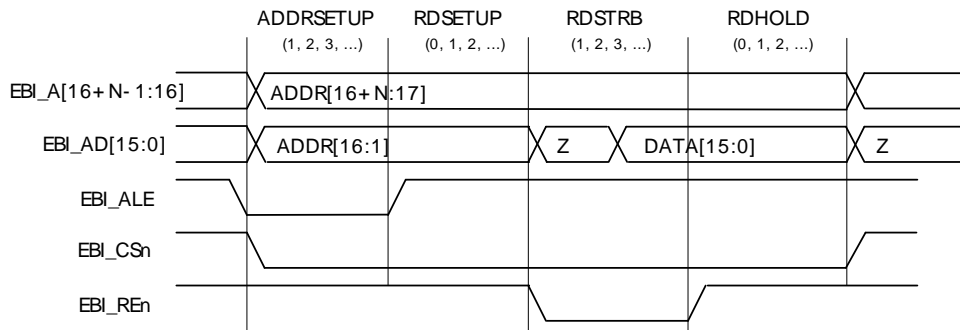 ADDRSETUP RDSETUP RDSTRB RDHOLD
(1, 2, 3, ...) (0, 1, 2, ...) (1, 2, 3, ...) (0, 1, 2, ...)
EBI_A[16+N-1:16] ADDR[16+N:17]
EBI_AD[15:0] ADDR[16:1] Z DATA[15:0] Z
EBI_ALE
EBI_CSn
EBI_REn